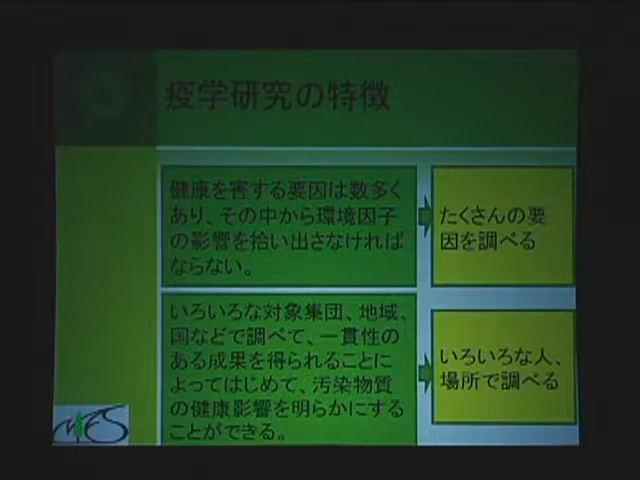 疫学研究の特徴
健康を害する要因は数多く
あり、その中から環境因子
の影響を拾い出さなければ
ならない。
たくさんの要
因を調べる
いろいろな対象集団、地域、
国などで調べて、一貫性の
ある成果を得られることに
よってはじめて、汚染物質
の健康影響を明らかにする
ことができる。
いろいろな人、
場所で調べる
MES